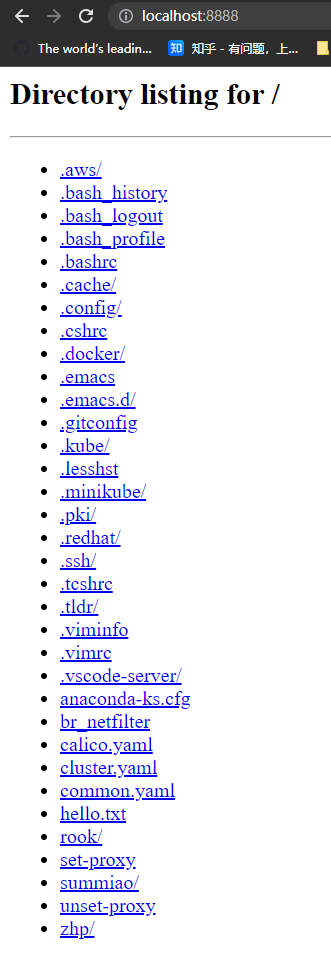 localhost:8888
The world's leadin...
知 知乎 - 有问题，上...
Directory listing for /
.aws/
.bash_history
.bash_logout
.bash_profile
.bashrc
.cache/
.config/
.cshrc
.docker/
.emacs
.emacs.d/
.gitconfig
.kube/
.lesshst
.minikube/
.pki/
.redhat/
.ssh/
.tcshrc
.tldr/
.viminfo
.vimrc
.vscode-server/
anaconda-ks.cfg
br_netfilter
calico.yaml
cluster.yaml
common.yaml
hello.txt
rook/
set-proxy
summiao/
unset-proxy
zhp/